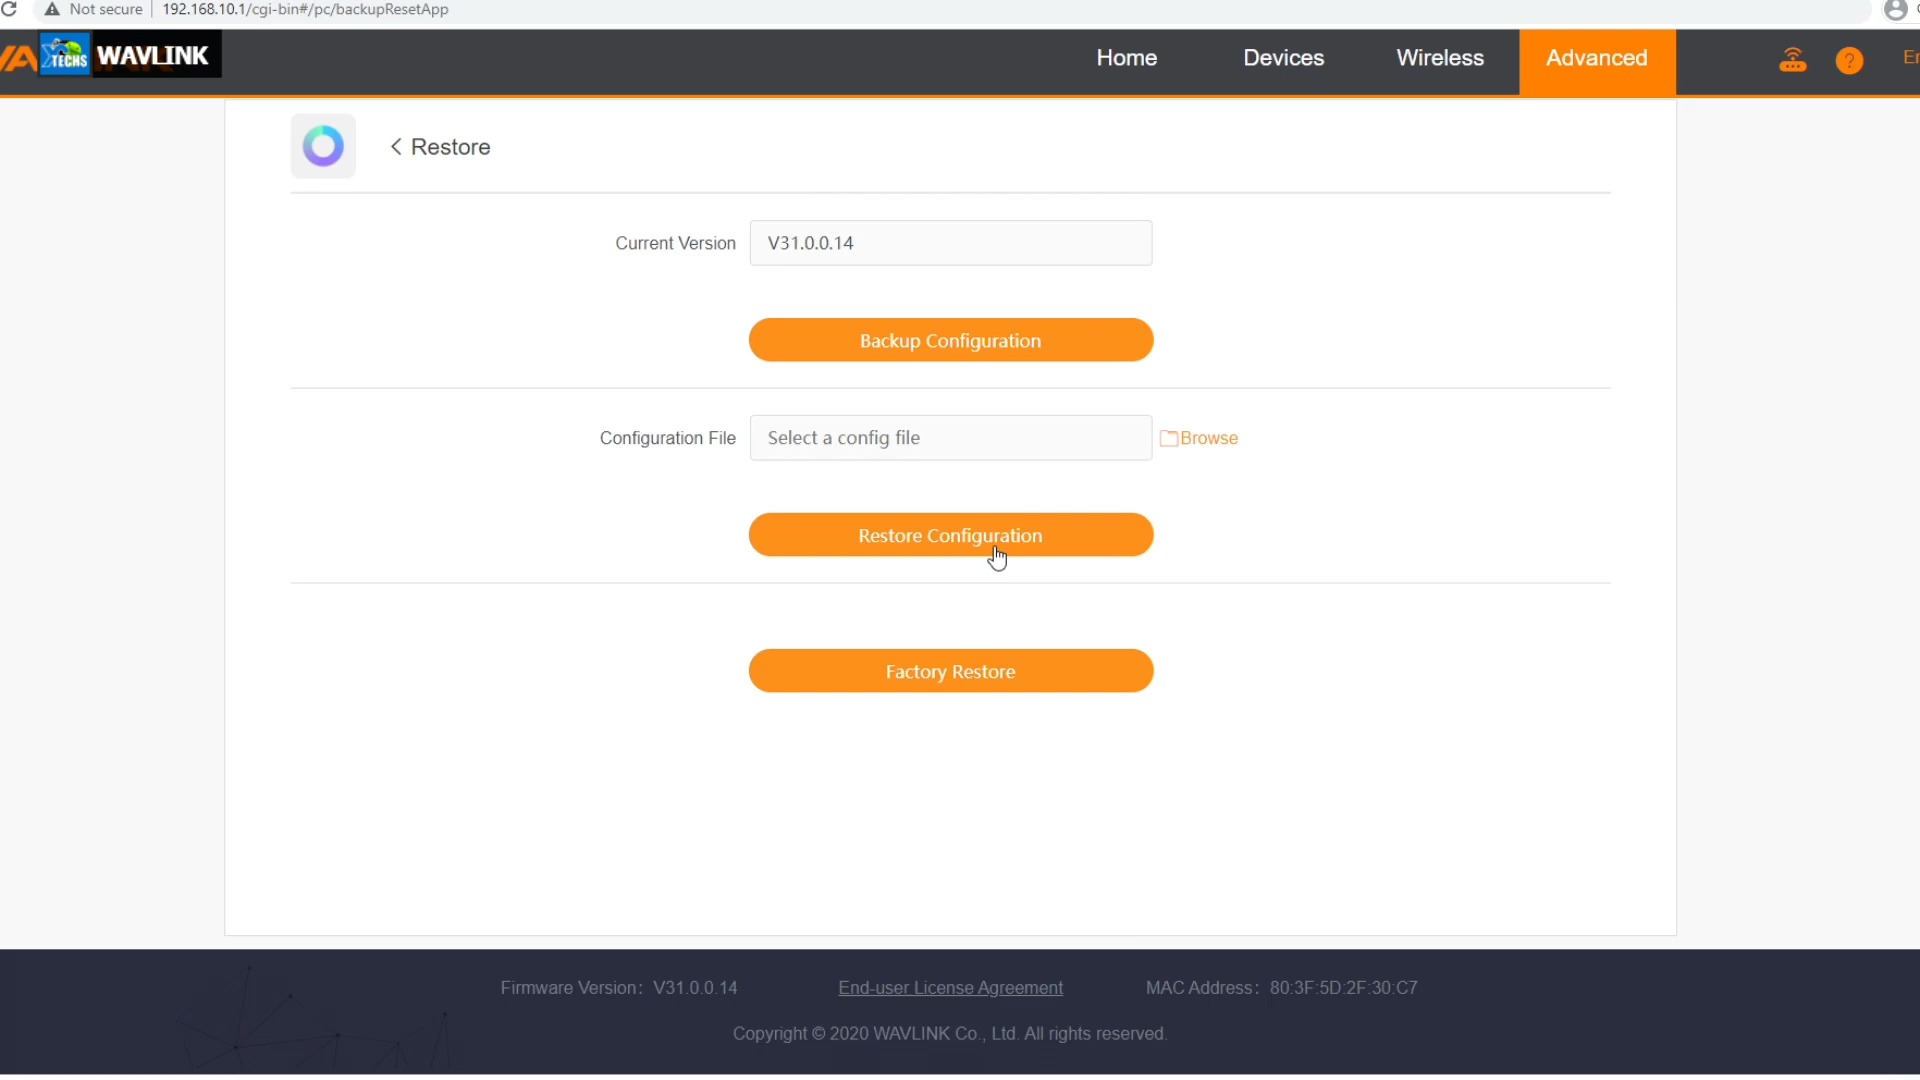 Not secure 192.168.10.1/cgi-bin#/pc/backupResetApp
TECHS WAVLINK Home Devices Wireless Advanced ?
< Restore
Current Version V31.0.0.14
Backup Configuration
Configuration File Select a config file Browse
Restore Configuration
Factory Restore
Firmware Version: V31.0.0.14 End-user License Agreement MAC Address: 80:3F:5D:2F:30:C7
Copyright © 2020 WAVLINK Co., Ltd. All rights reserved.